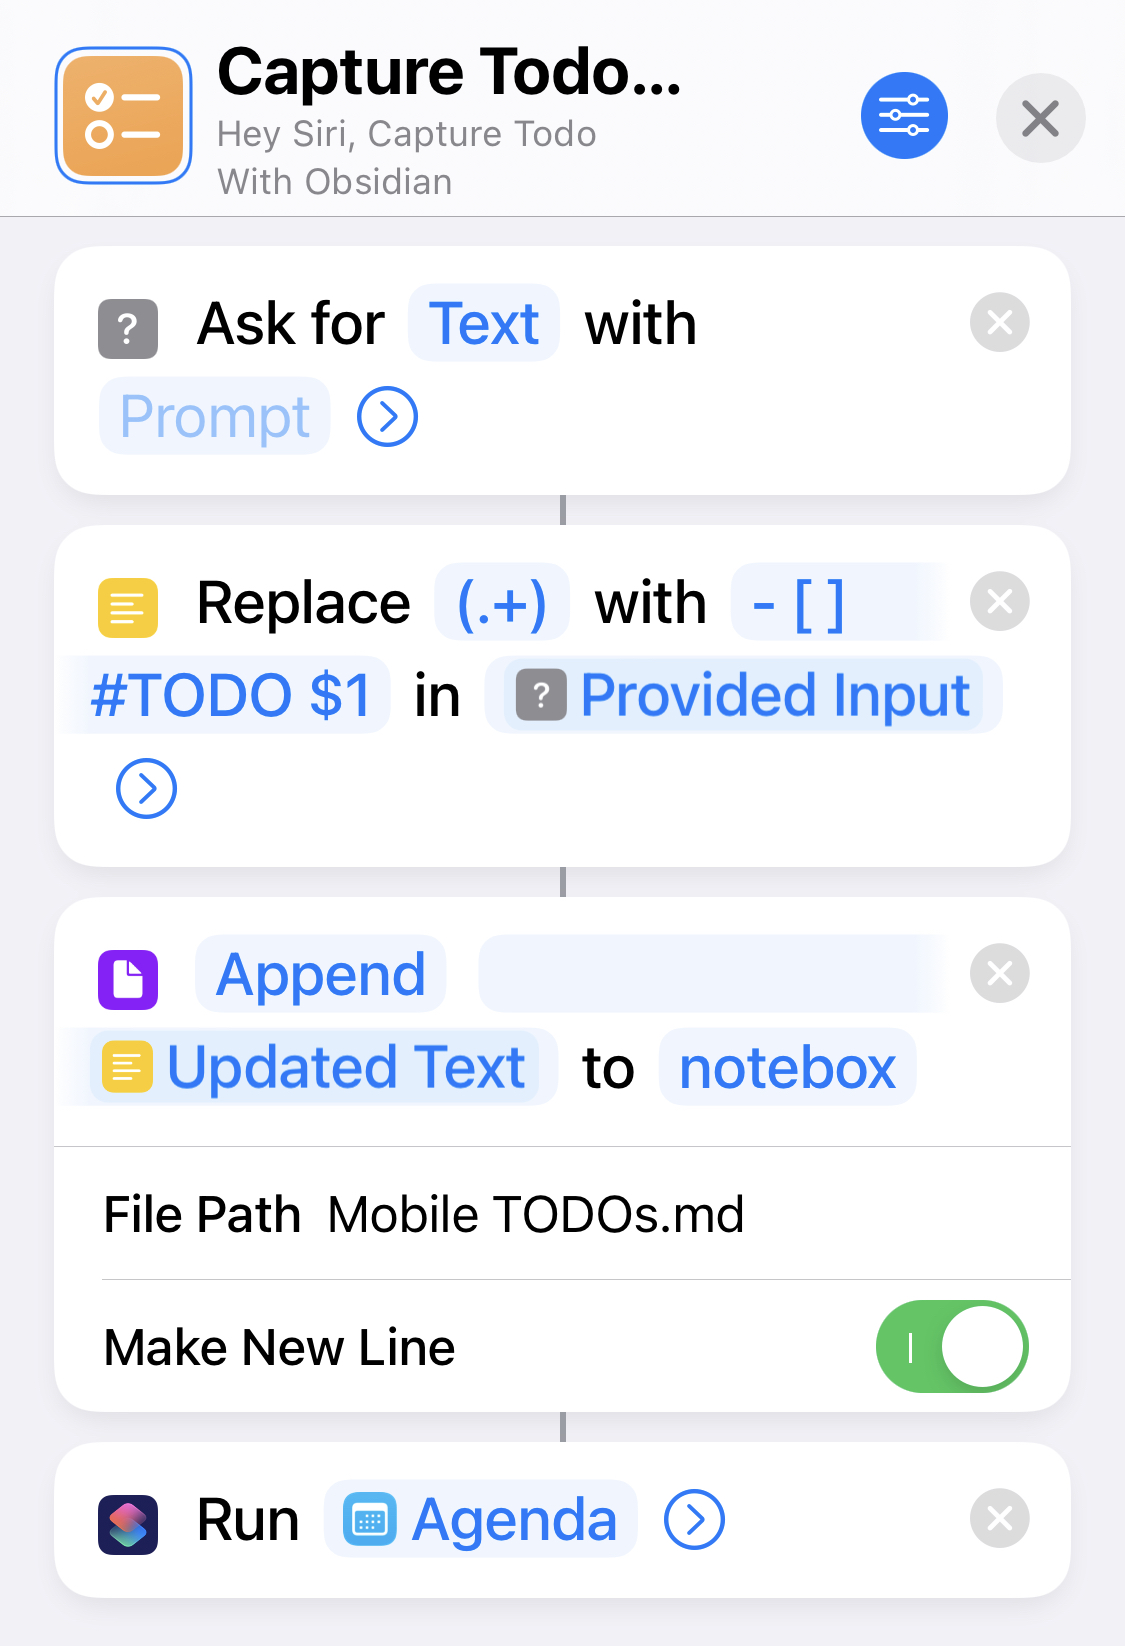 Capture Todo...
Hey Siri, Capture Todo
With Obsidian
? Ask for Text with
Prompt
Replace (.+) with - [ ]
#TODO $1 in ? Provided Input
Append
Updated Text to notebox
File Path Mobile TODOs.md
Make New Line
Run Agenda